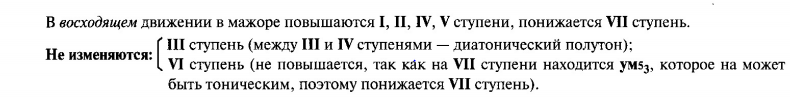 В восходящем движении в мажоре повышаются I, II, IV, V ступени, понижается VII ступень.
Не изменяются: { III ступень (между III и IV ступенями — диатонический полутон);
VI ступень (не повышается, так как на VII ступени находится ум5₃, которое на может
быть тоническим, поэтому понижается VII ступень).